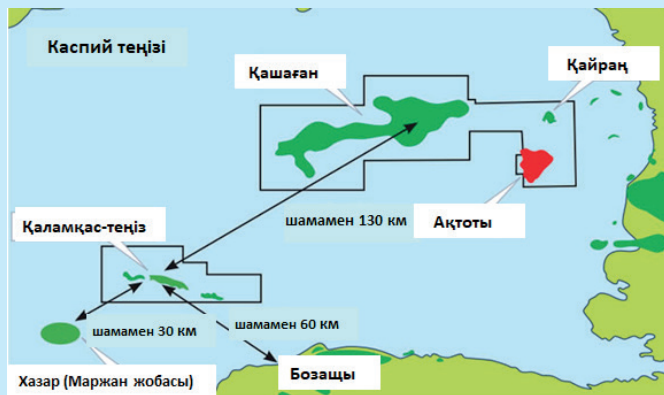 Каспий теңізі
Қашаған
Қайраң
Қаламқас-теңіз
шамамен 130 км
Ақтоты
шамамен 30 км
шамамен 60 км
Хазар (Маржан жобасы)
Бозащы